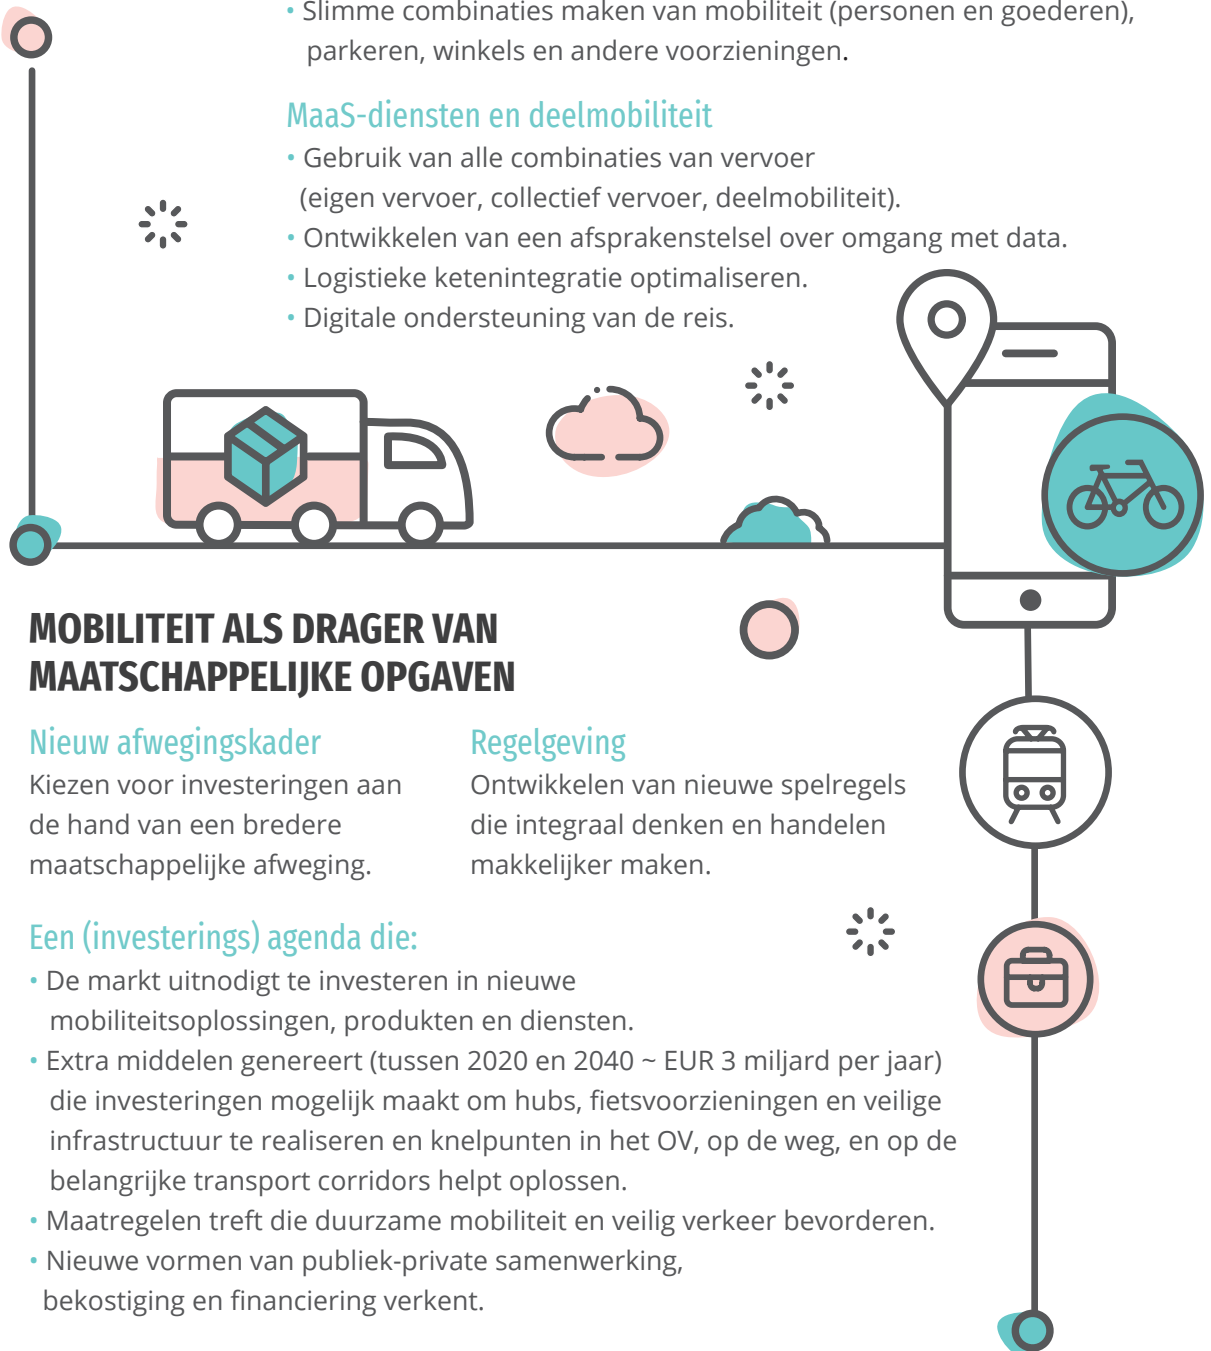 • Slimme combinaties maken van mobiliteit (personen en goederen),
parkeren, winkels en andere voorzieningen.
MaaS-diensten en deelmobiliteit
• Gebruik van alle combinaties van vervoer
(eigen vervoer, collectief vervoer, deelmobiliteit).
• Ontwikkelen van een afsprakenstelsel over omgang met data.
• Logistieke ketenintegratie optimaliseren.
• Digitale ondersteuning van de reis.
MOBILITEIT ALS DRAGER VAN
MAATSCHAPPELIJKE OPGAVEN
Nieuw afwegingskader
Kiezen voor investeringen aan
de hand van een bredere
maatschappelijke afweging.
Regelgeving
Ontwikkelen van nieuwe spelregels
die integraal denken en handelen
makkelijker maken.
Een (investerings) agenda die:
• De markt uitnodigt te investeren in nieuwe
mobiliteitsoplossingen, produkten en diensten.
• Extra middelen genereert (tussen 2020 en 2040 ~ EUR 3 miljard per jaar)
die investeringen mogelijk maakt om hubs, fietsvoorzieningen en veilige
infrastructuur te realiseren en knelpunten in het OV, op de weg, en op de
belangrijke transport corridors helpt oplossen.
• Maatregelen treft die duurzame mobiliteit en veilig verkeer bevorderen.
• Nieuwe vormen van publiek-private samenwerking,
bekostiging en financiering verkent.